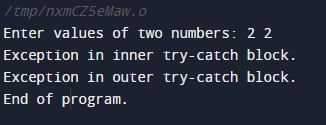 /tmp/nxmCZ5eMaw.o
Enter values of two numbers: 2 2
Exception in inner try-catch block.
Exception in outer try-catch block.
End of program.